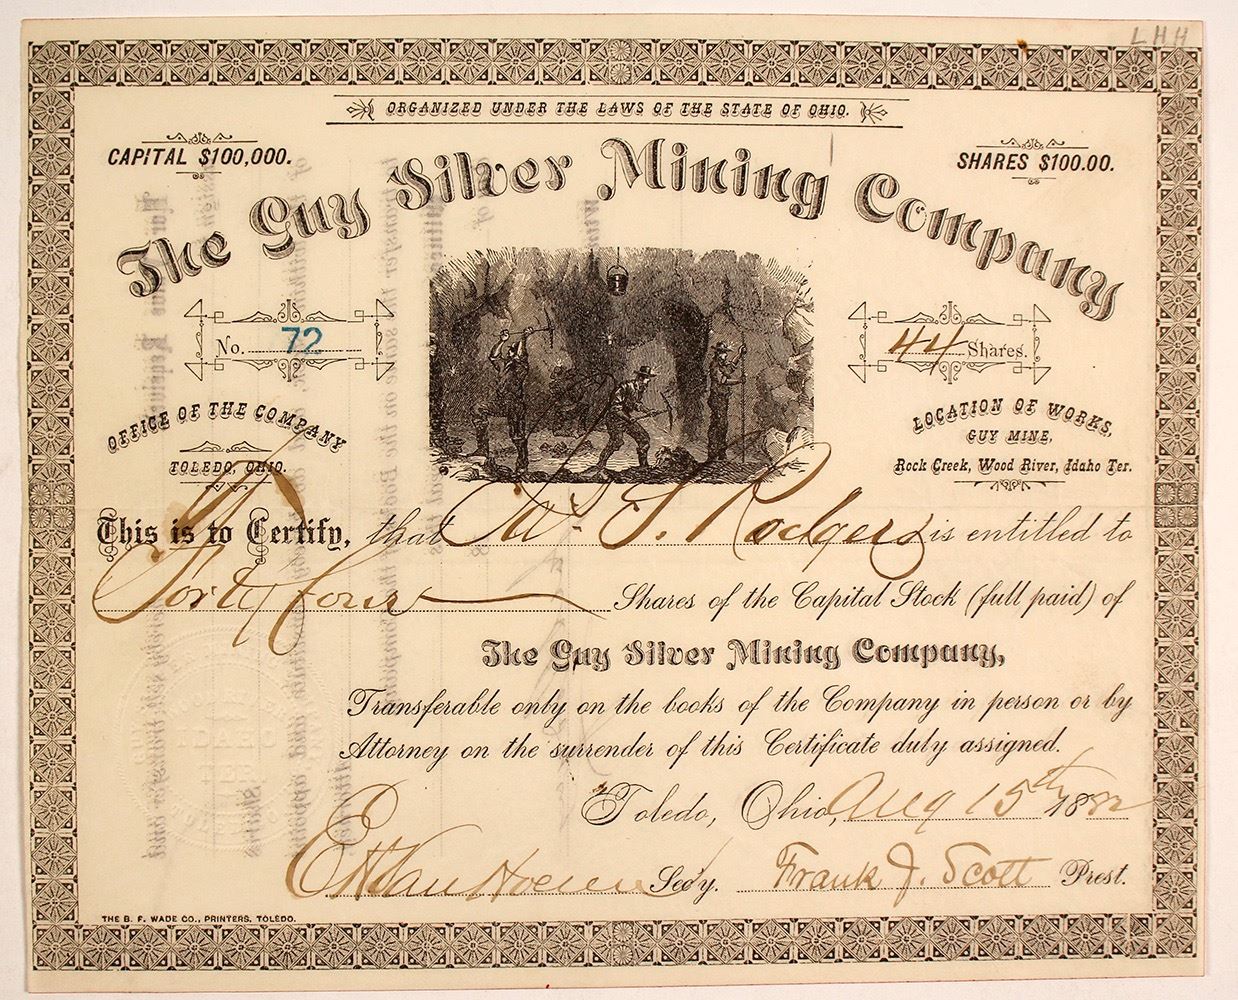 LHH
ORGANIZED UNDER THE LAWS OF THE STATE OF OHIO.
CAPITAL $100,000.
SHARES $100.00.
The Guy Silver Mining Company
No. 72
44 Shares.
OFFICE OF THE COMPANY
TOLEDO, OHIO.
LOCATION OF WORKS,
GUY MINE,
Rock Creek, Wood River, Idaho Ter.
This is to Certify, that Rodgers is entitled to
Forty four Shares of the Capital Stock (full paid) of
The Guy Silver Mining Company,
Transferable only on the books of the Company in person or by
Attorney on the surrender of this Certificate duly assigned.
Toledo, Ohio, Aug 15th 1882
Secy. Frank J. Scott Prest.
THE B. F. WADE CO., PRINTERS, TOLEDO.
IDAHO
TER.